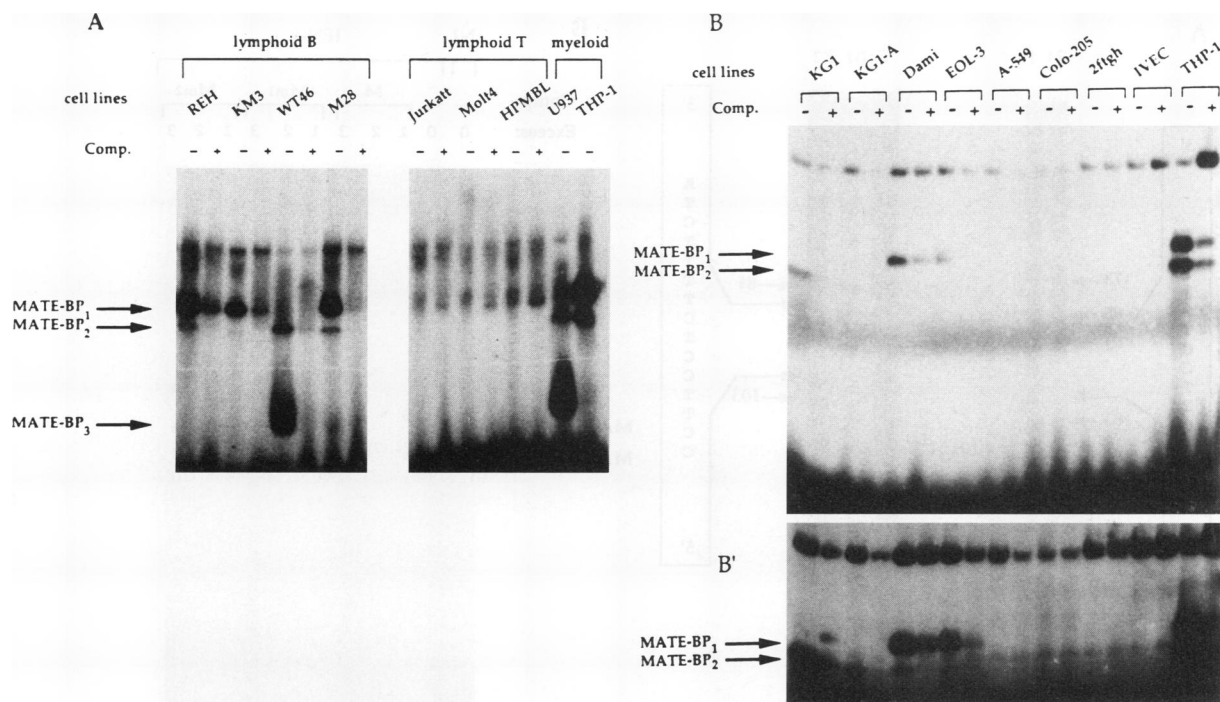 A
lymphoid B
lymphoid T
myeloid
cell lines
REH KM3 WT46 M28 Jurkatt Molt4 HPMBL U937 THP-1
Comp.
- + - + - + - + - + - + - + - -
MATE-BP1
MATE-BP2
MATE-BP3
B
cell lines
KG1 KG1-A Dami EOL-3 A-549 Colo-205 2ftgh IVEC THP-1
Comp.
- + - + - + - + - + - + - + - + - +
MATE-BP1
MATE-BP2
B'
MATE-BP1
MATE-BP2